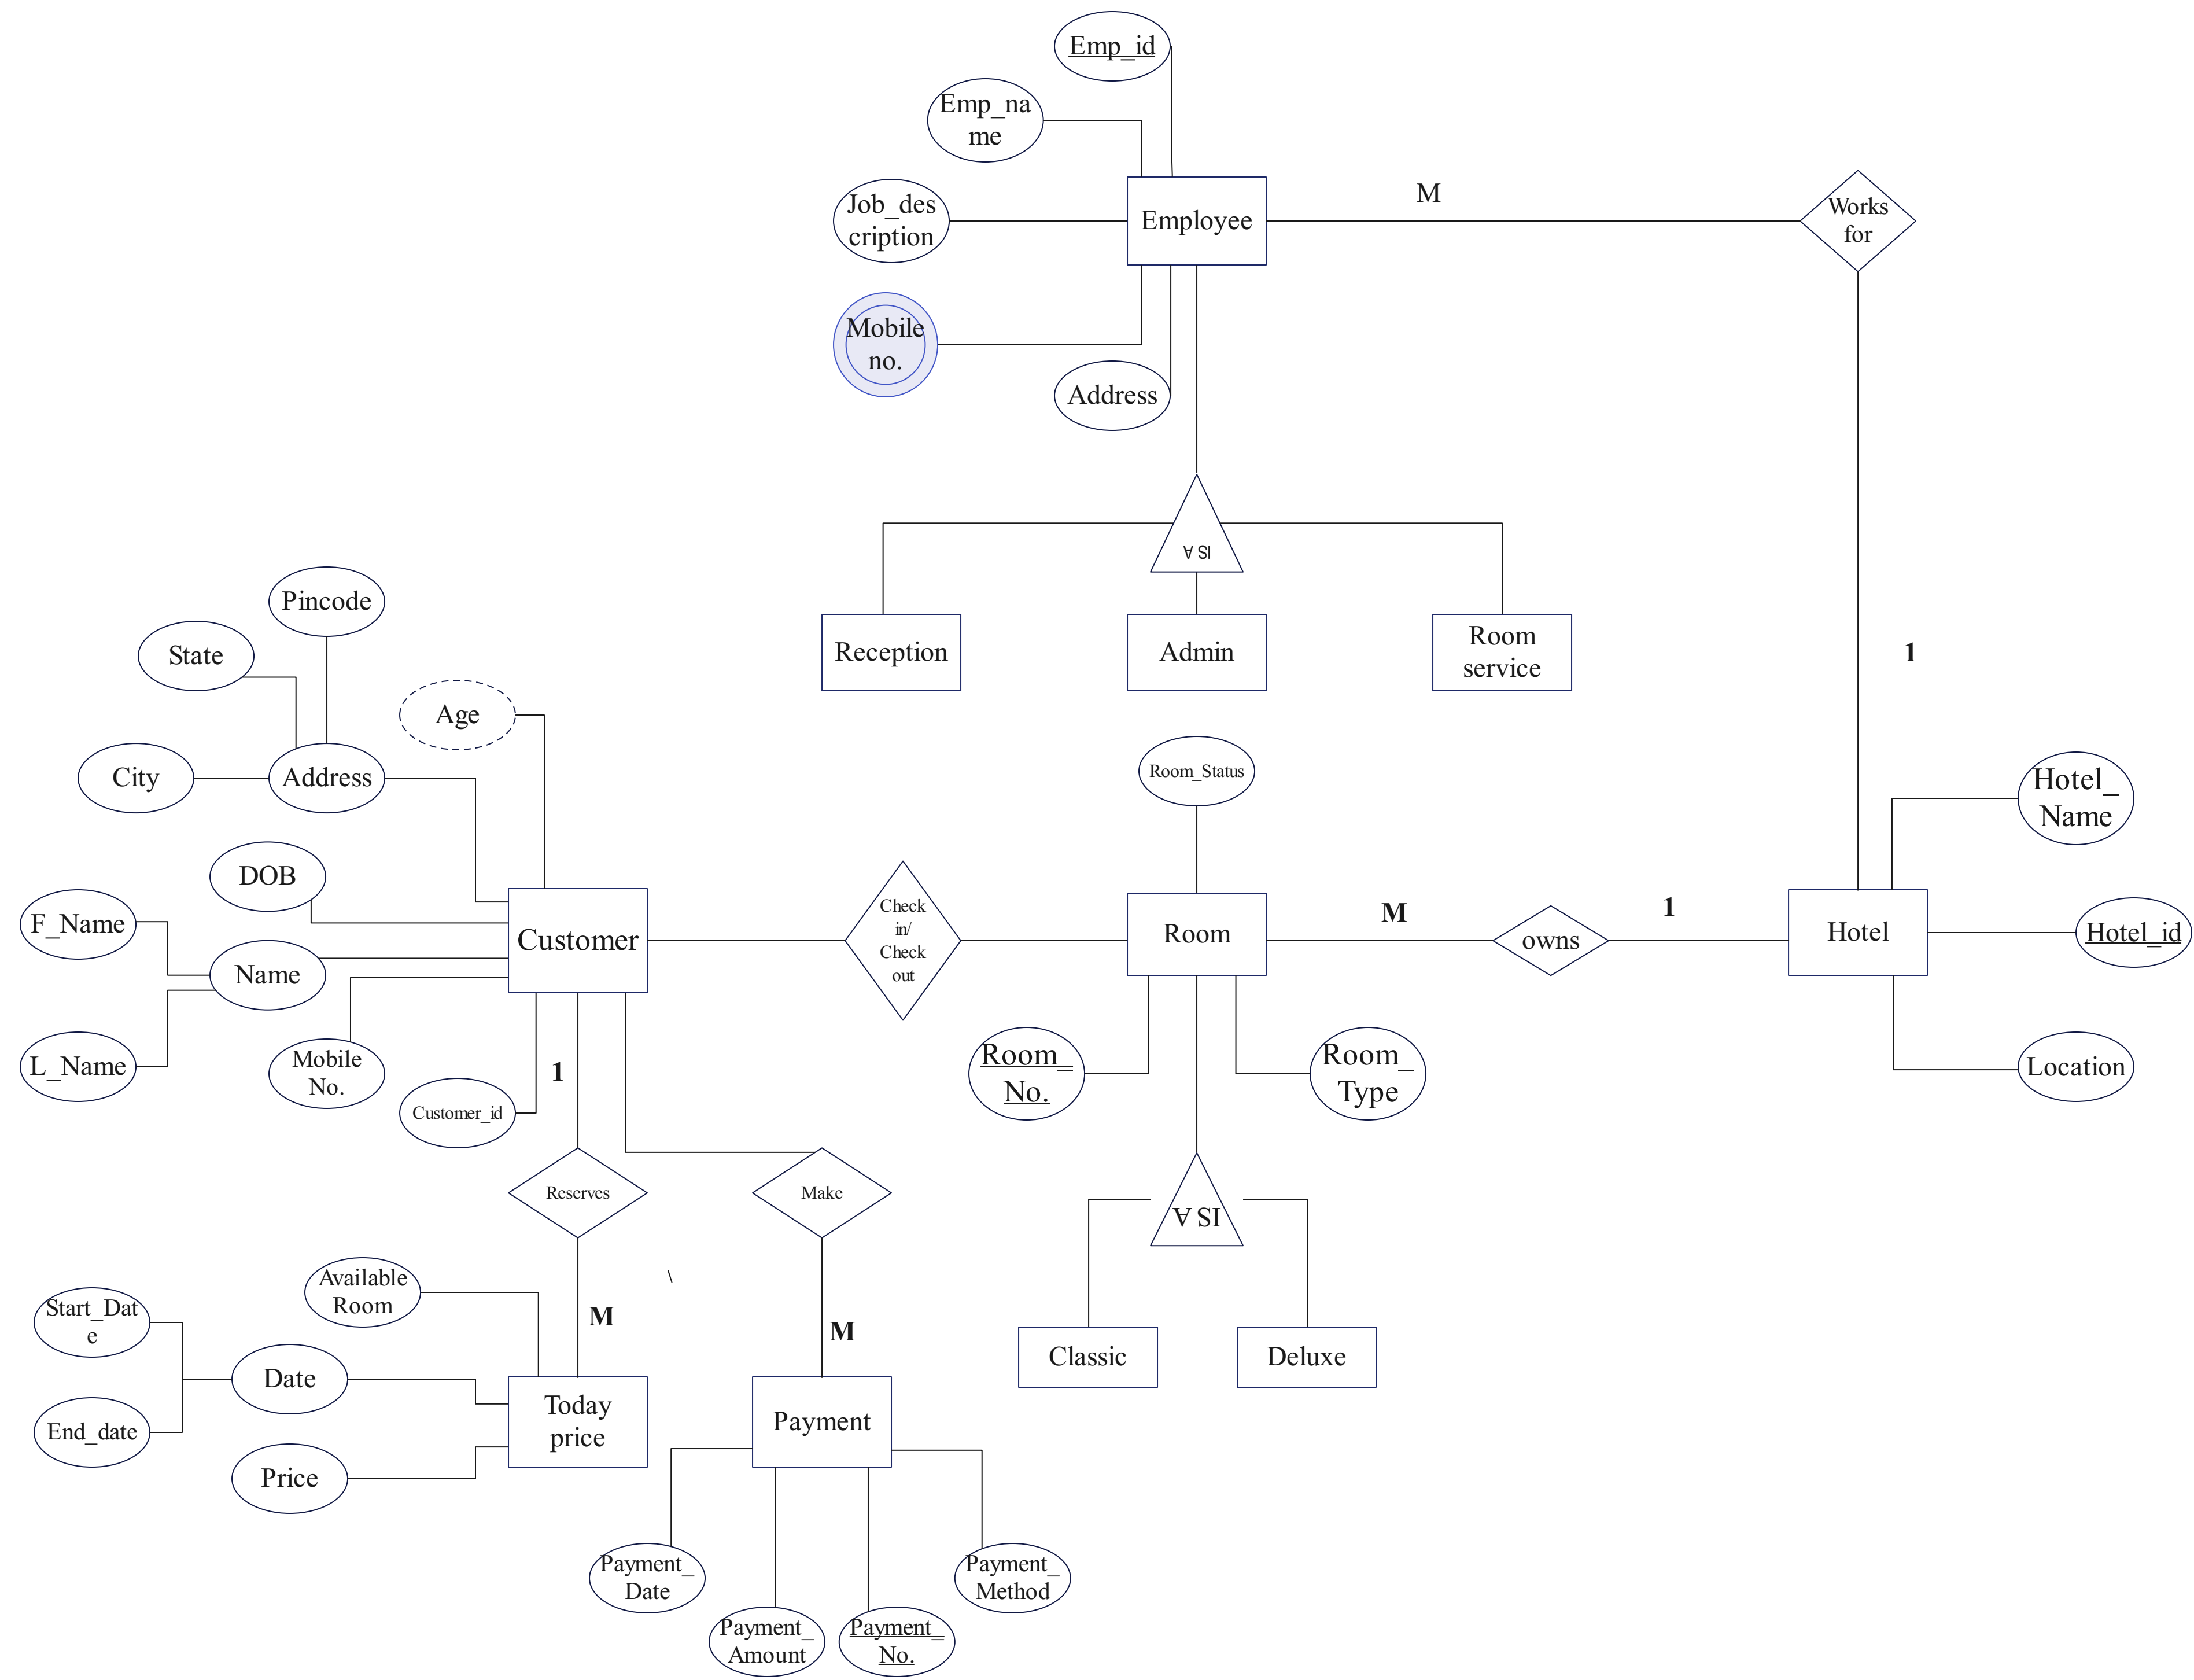 Emp_id
Emp_na
me
Job_des
cription
Employee
M
Works
for
Mobile
no.
Address
IS A
Reception
Admin
Room
service
1
Pincode
State
Age
City
Address
Room_Status
Hotel_
Name
DOB
F_Name
Name
L_Name
Mobile
No.
Customer_id
Customer
Check
in/
Check
out
Room
M
owns
1
Hotel
Hotel_id
Location
Room_
No.
Room_
Type
1
Reserves
Make
IS A
\
Available
Room
M
M
Start_Dat
e
Date
End_date
Price
Today
price
Payment
Classic
Deluxe
Payment_
Date
Payment_
Amount
Payment_
No.
Payment_
Method